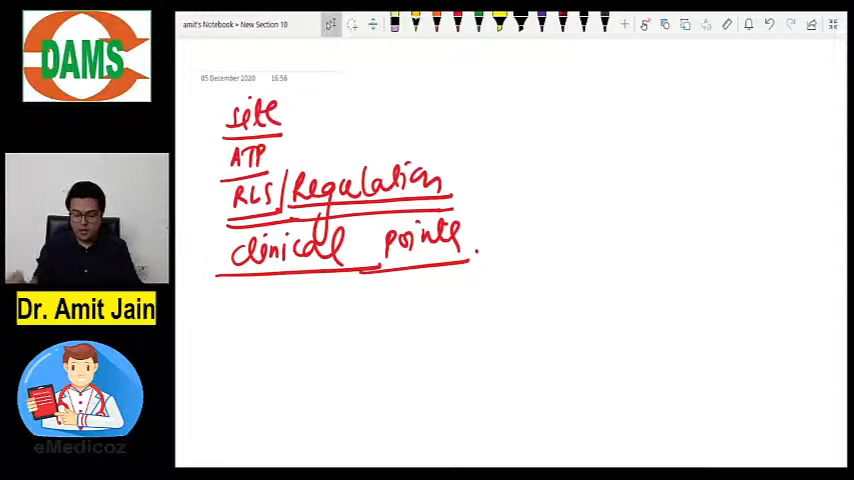 amit's Notebook > New Section 10
DAMS
05 December 2020 16:56
site
ATP
RLS/Regulation
clinical points.
Dr. Amit Jain
eMedicoz